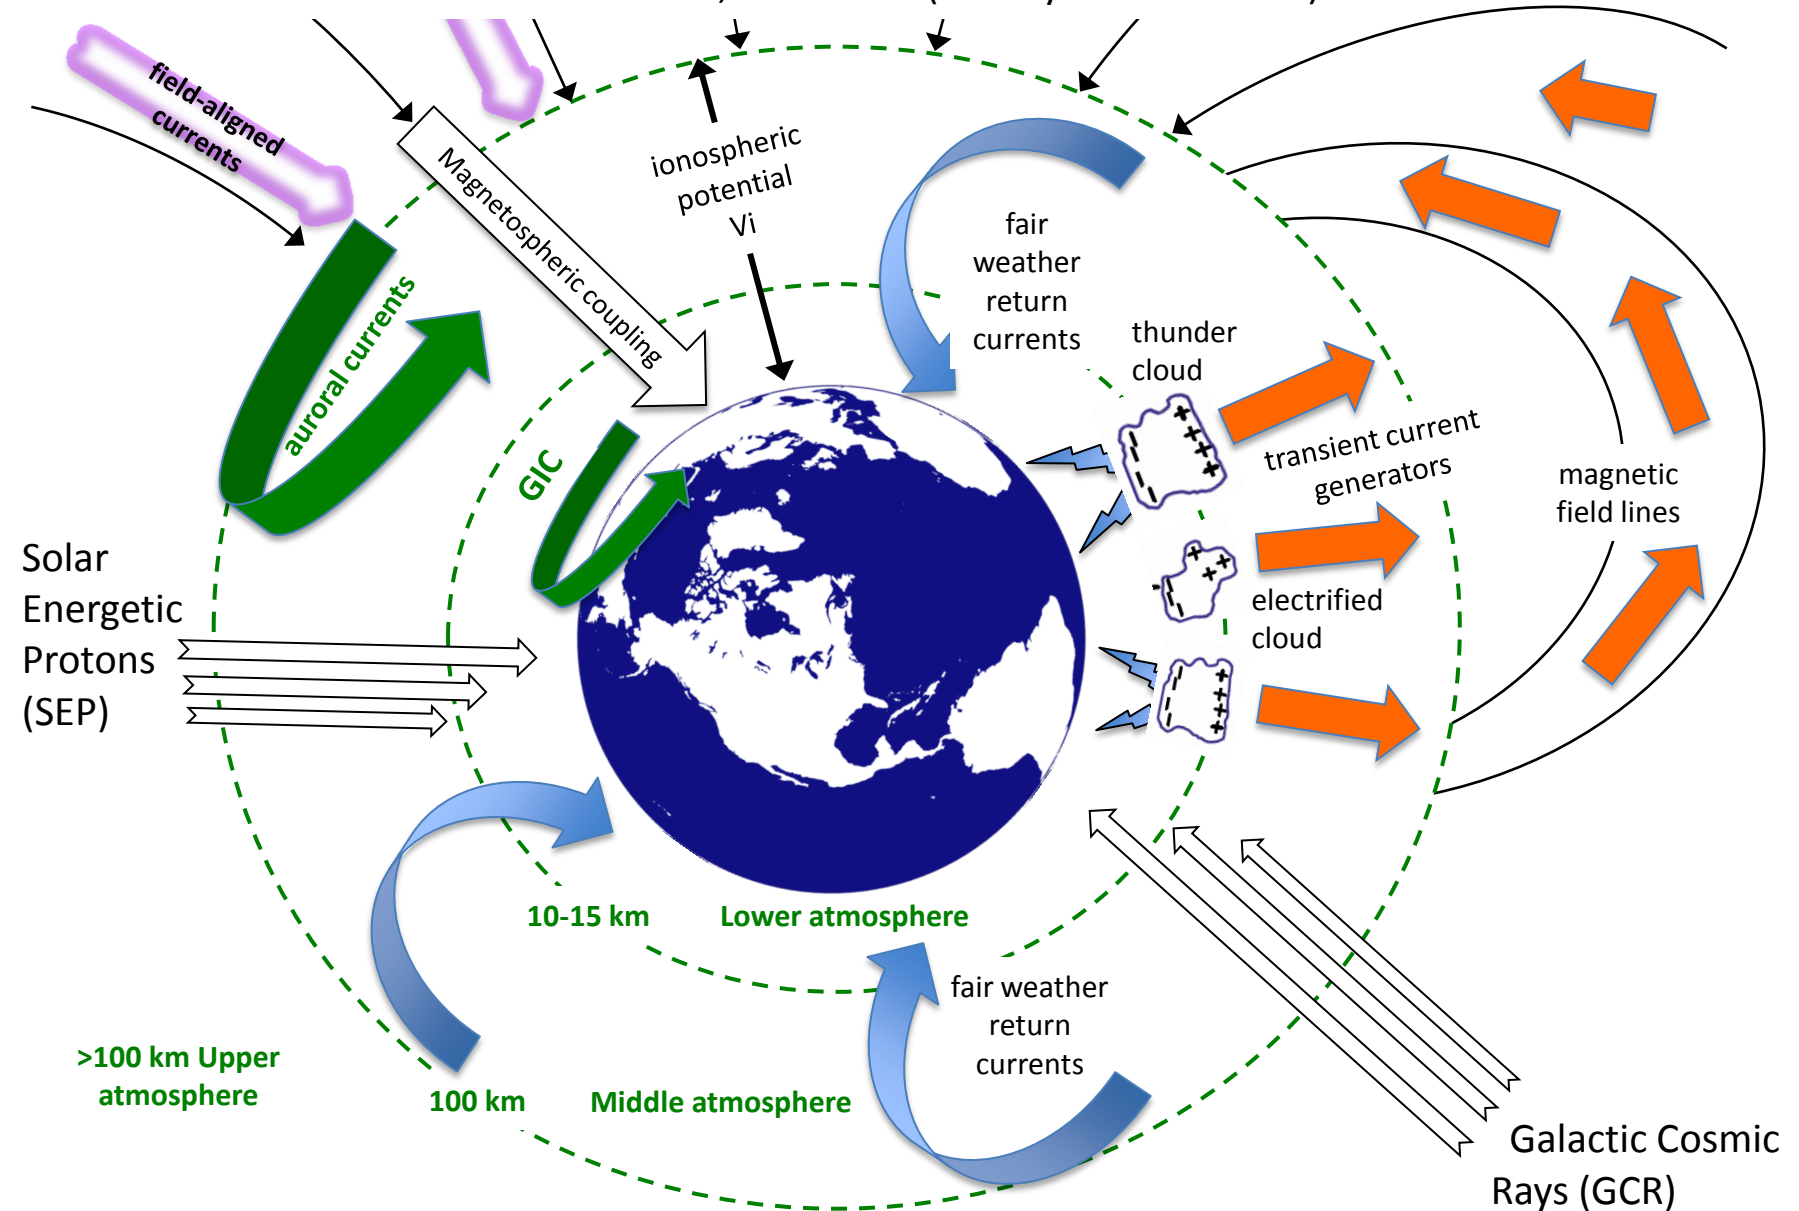 field-aligned
currents
Magnetospheric coupling
ionospheric
potential
Vi
fair
weather
return
currents
thunder
cloud
auroral currents
GIC
transient current
generators
magnetic
field lines
Solar
Energetic
Protons
(SEP)
electrified
cloud
10-15 km
Lower atmosphere
fair weather
return
currents
>100 km Upper
atmosphere
100 km
Middle atmosphere
Galactic Cosmic
Rays (GCR)